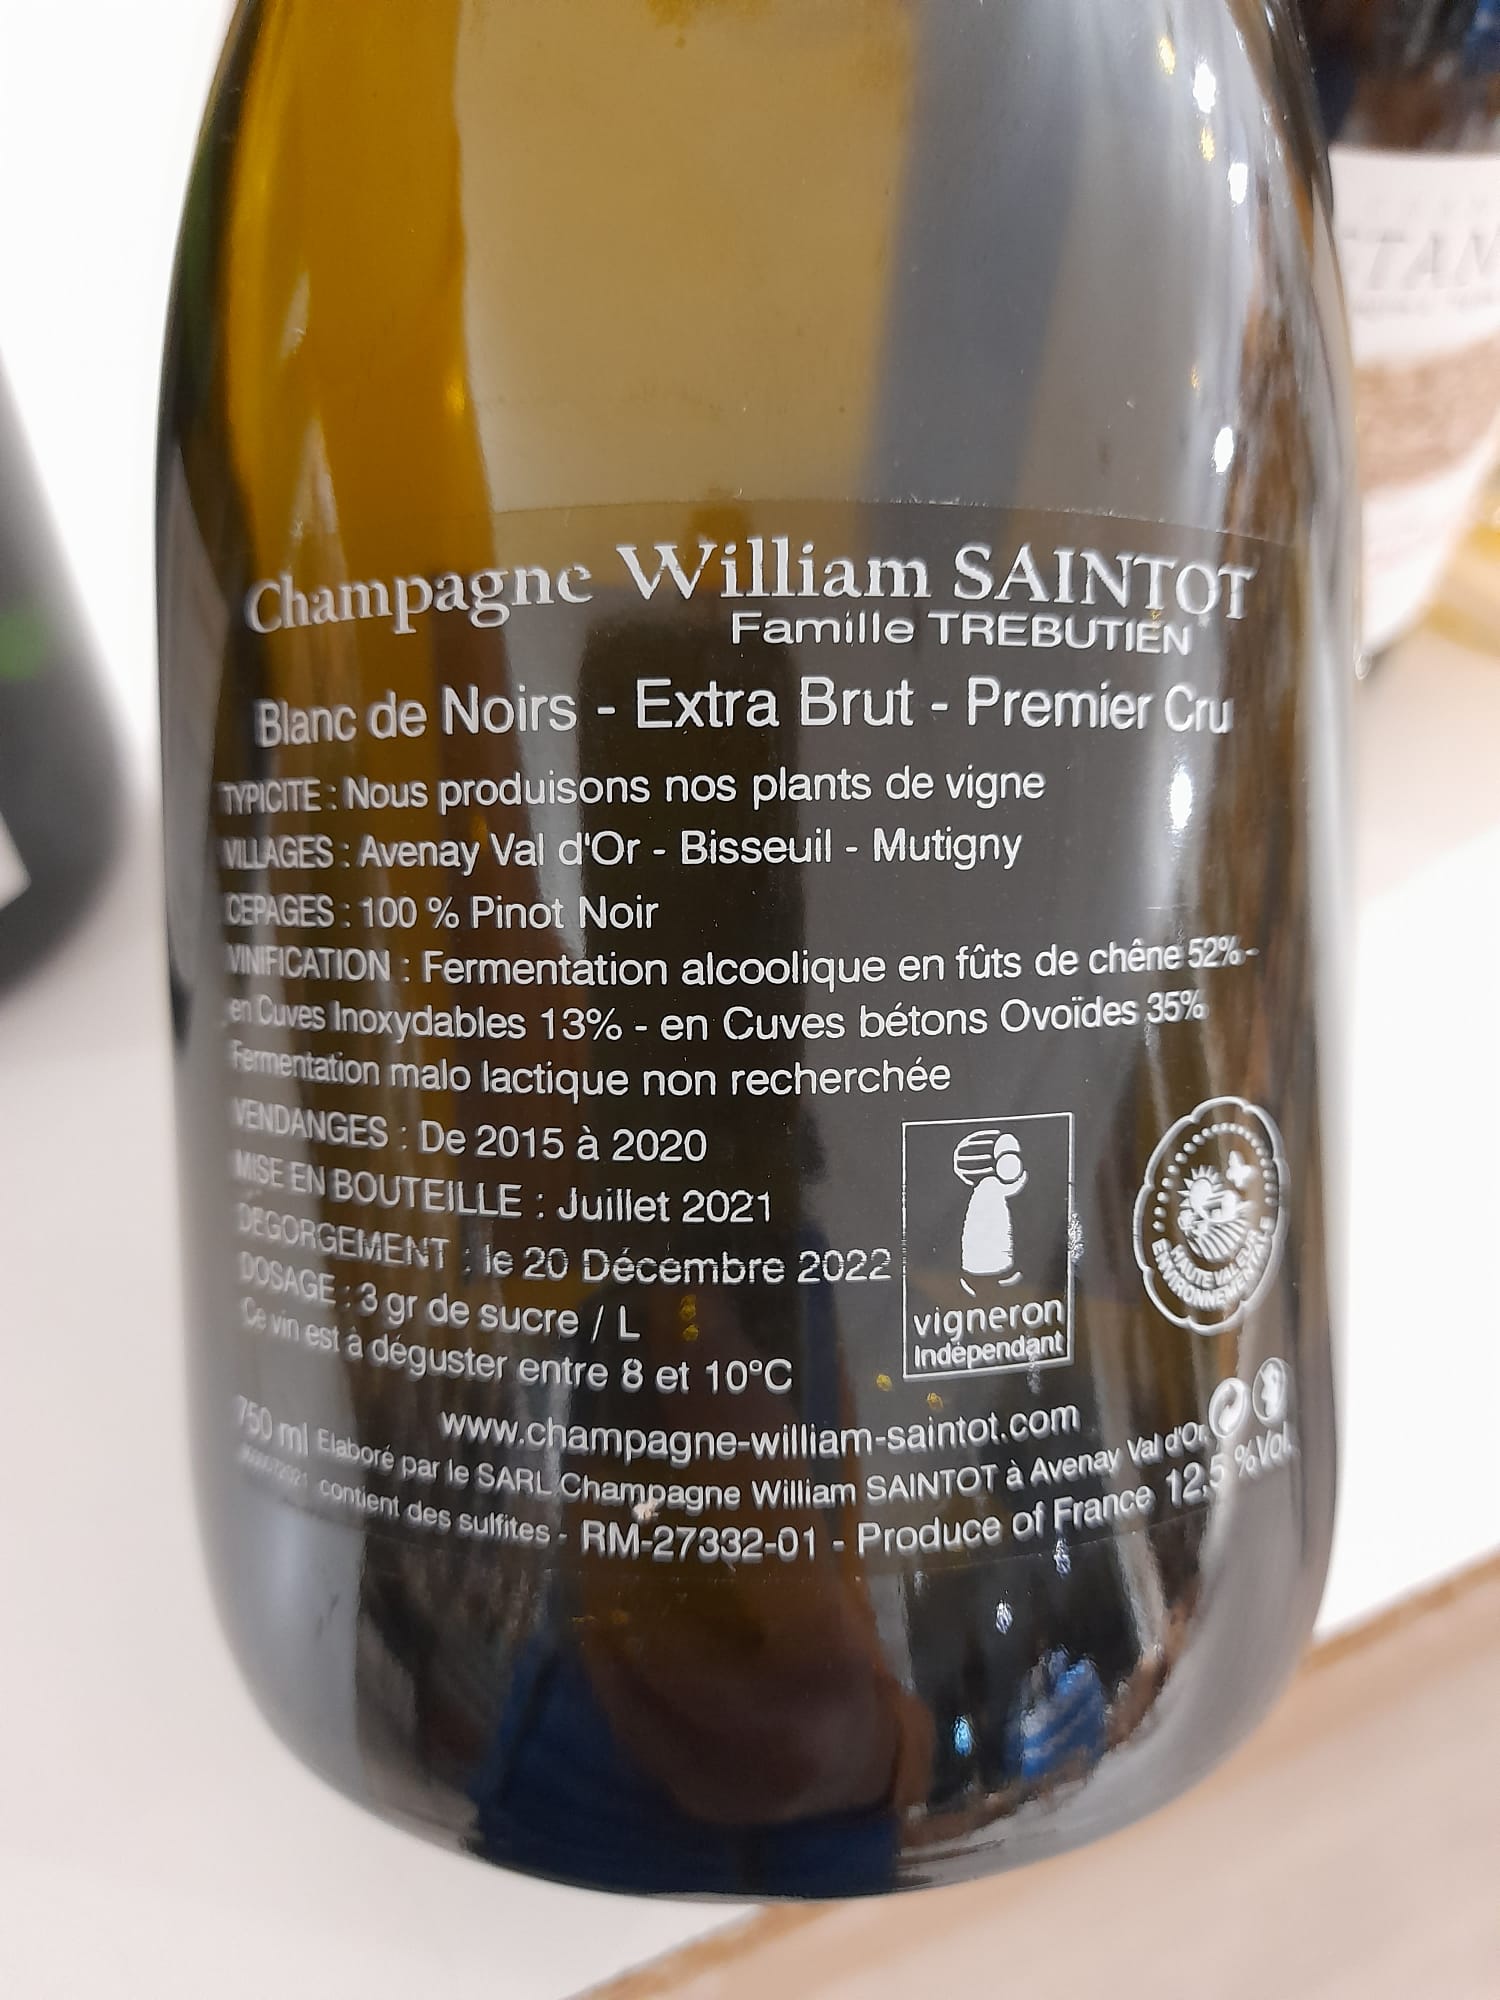 Champagne William SAINTOT
Famille TREBUTIEN
Blanc de Noirs - Extra Brut - Premier Cru
TYPICITE : Nous produisons nos plants de vigne
VILLAGES : Avenay Val d'Or - Bisseuil - Mutigny
CEPAGES : 100 % Pinot Noir
VINIFICATION : Fermentation alcoolique en fûts de chêne 52% -
en Cuves Inoxydables 13% - en Cuves bétons Ovoïdes 35%
Fermentation malo lactique non recherchée
VENDANGES : De 2015 à 2020
MISE EN BOUTEILLE : Juillet 2021
DEGORGEMENT : le 20 Décembre 2022
DOSAGE : 3 gr de sucre / L
Ce vin est à déguster entre 8 et 10°C
vigneron
Indépendant
HAUTE VALEUR
ENVIRONNEMENTALE
www.champagne-william-saintot.com
750 ml Elaboré par le SARL Champagne William SAINTOT à Avenay Val d'Or
contient des sulfites - RM-27332-01 - Produce of France 12,5 %Vol.